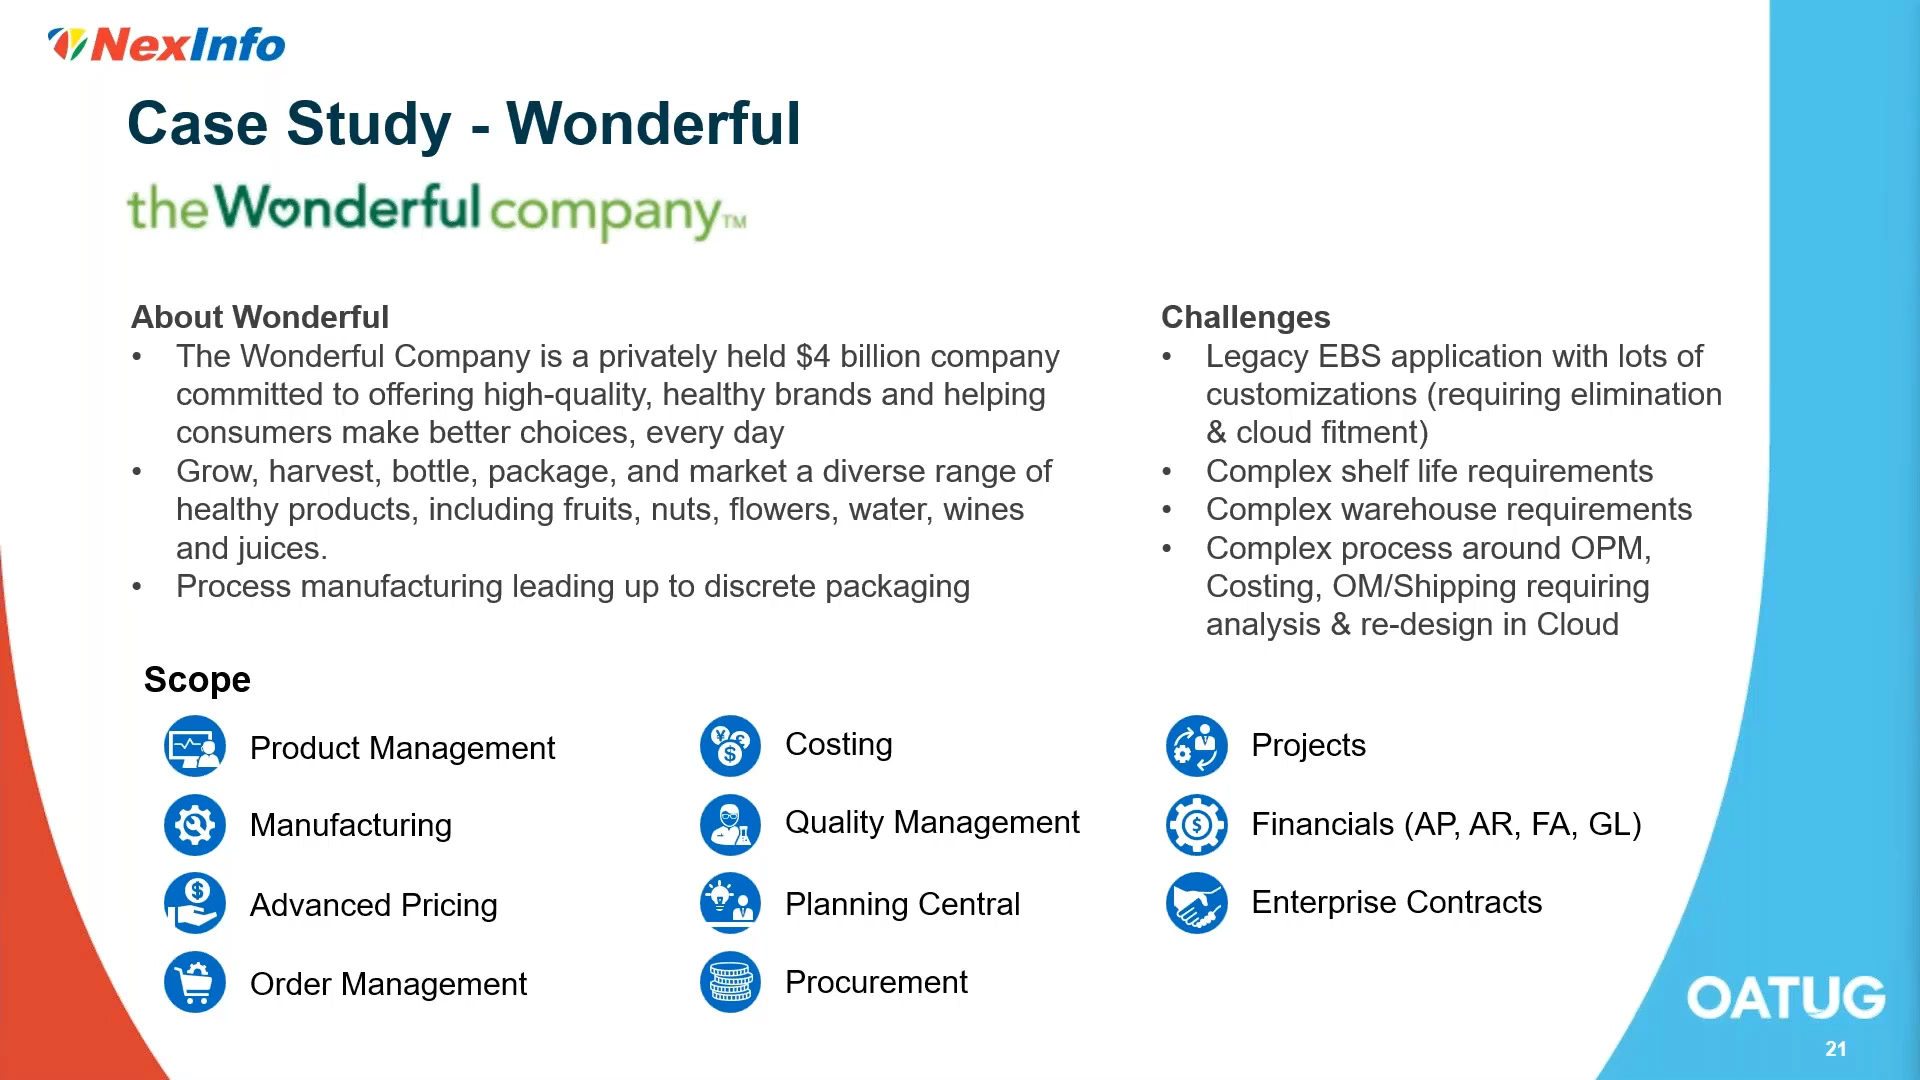 NexInfo
Case Study - Wonderful
the Wonderful company™
About Wonderful
• The Wonderful Company is a privately held $4 billion company
committed to offering high-quality, healthy brands and helping
consumers make better choices, every day
• Grow, harvest, bottle, package, and market a diverse range of
healthy products, including fruits, nuts, flowers, water, wines
and juices.
• Process manufacturing leading up to discrete packaging
Challenges
• Legacy EBS application with lots of
customizations (requiring elimination
& cloud fitment)
• Complex shelf life requirements
• Complex warehouse requirements
• Complex process around OPM,
Costing, OM/Shipping requiring
analysis & re-design in Cloud
Scope
Product Management
Manufacturing
Advanced Pricing
Order Management
Costing
Quality Management
Planning Central
Procurement
Projects
Financials (AP, AR, FA, GL)
Enterprise Contracts
OATUG
21